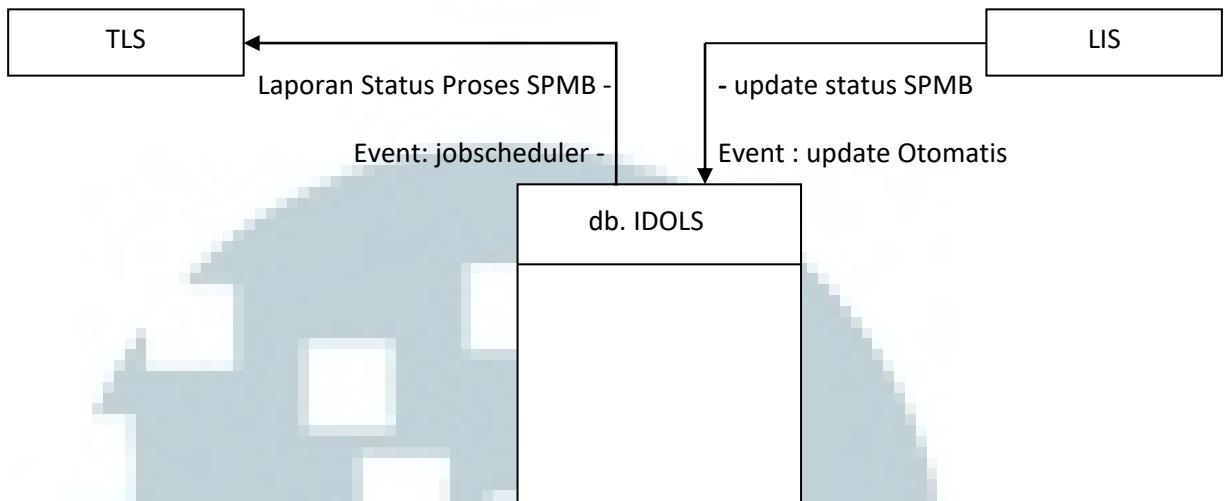 TLS
LIS
Laporan Status Proses SPMB -
- update status SPMB
Event: jobscheduler -
Event : update Otomatis
db. IDOLS